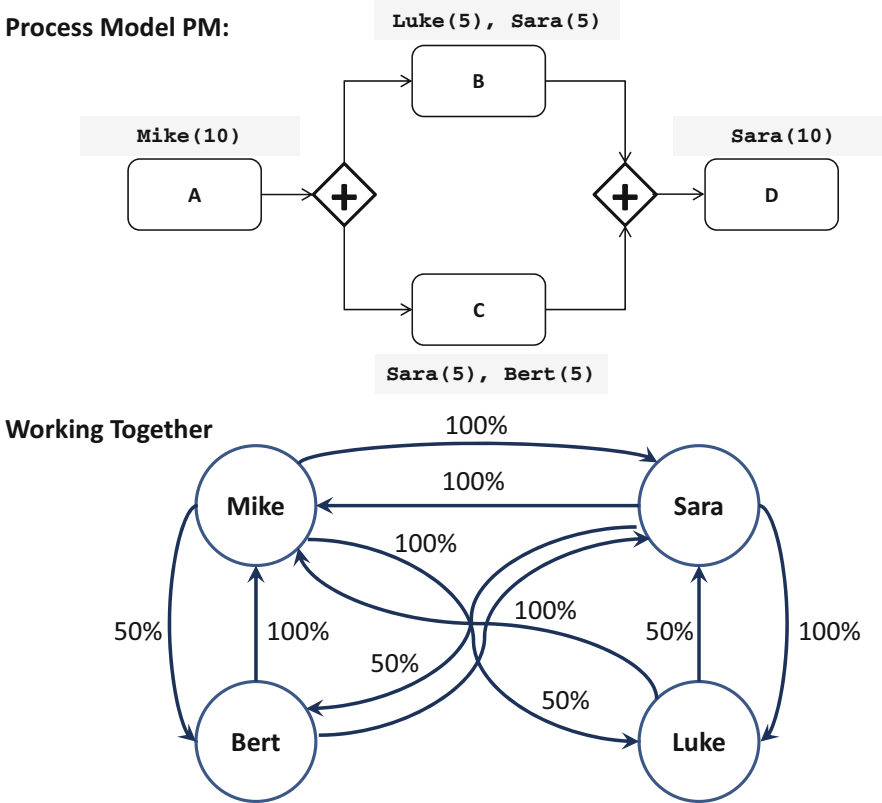 Process Model PM:
Luke(5), Sara(5)
B
Mike(10)
Sara(10)
A
D
C
Sara(5), Bert(5)
Working Together
100%
Mike
100%
Sara
100%
50%
100%
100%
50%
100%
50%
50%
Bert
Luke